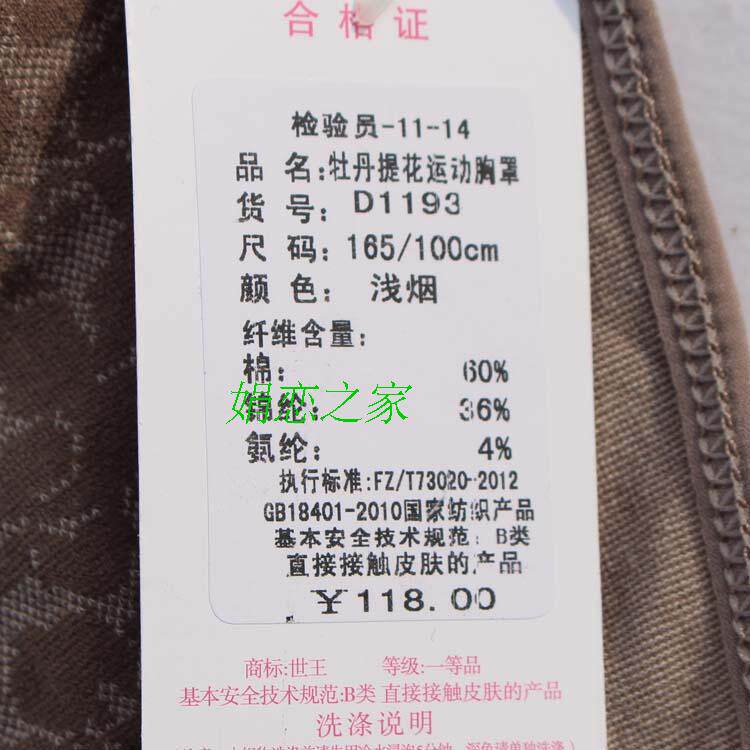 合格证
检验员-11-14
品 名:牡丹提花运动胸罩
货 号: D1193
尺 码: 165/100cm
颜 色: 浅烟
纤维含量:
棉: 60%
娟恋之家
锦纶: 36%
氨纶: 4%
执行标准:FZ/T73020-2012
GB18401-2010国家纺织产品
基本安全技术规范: B类
直接接触皮肤的产品
￥118.00
商标:世王 等级:一等品
基本安全技术规范:B类 直接接触皮肤的产品
洗涤说明